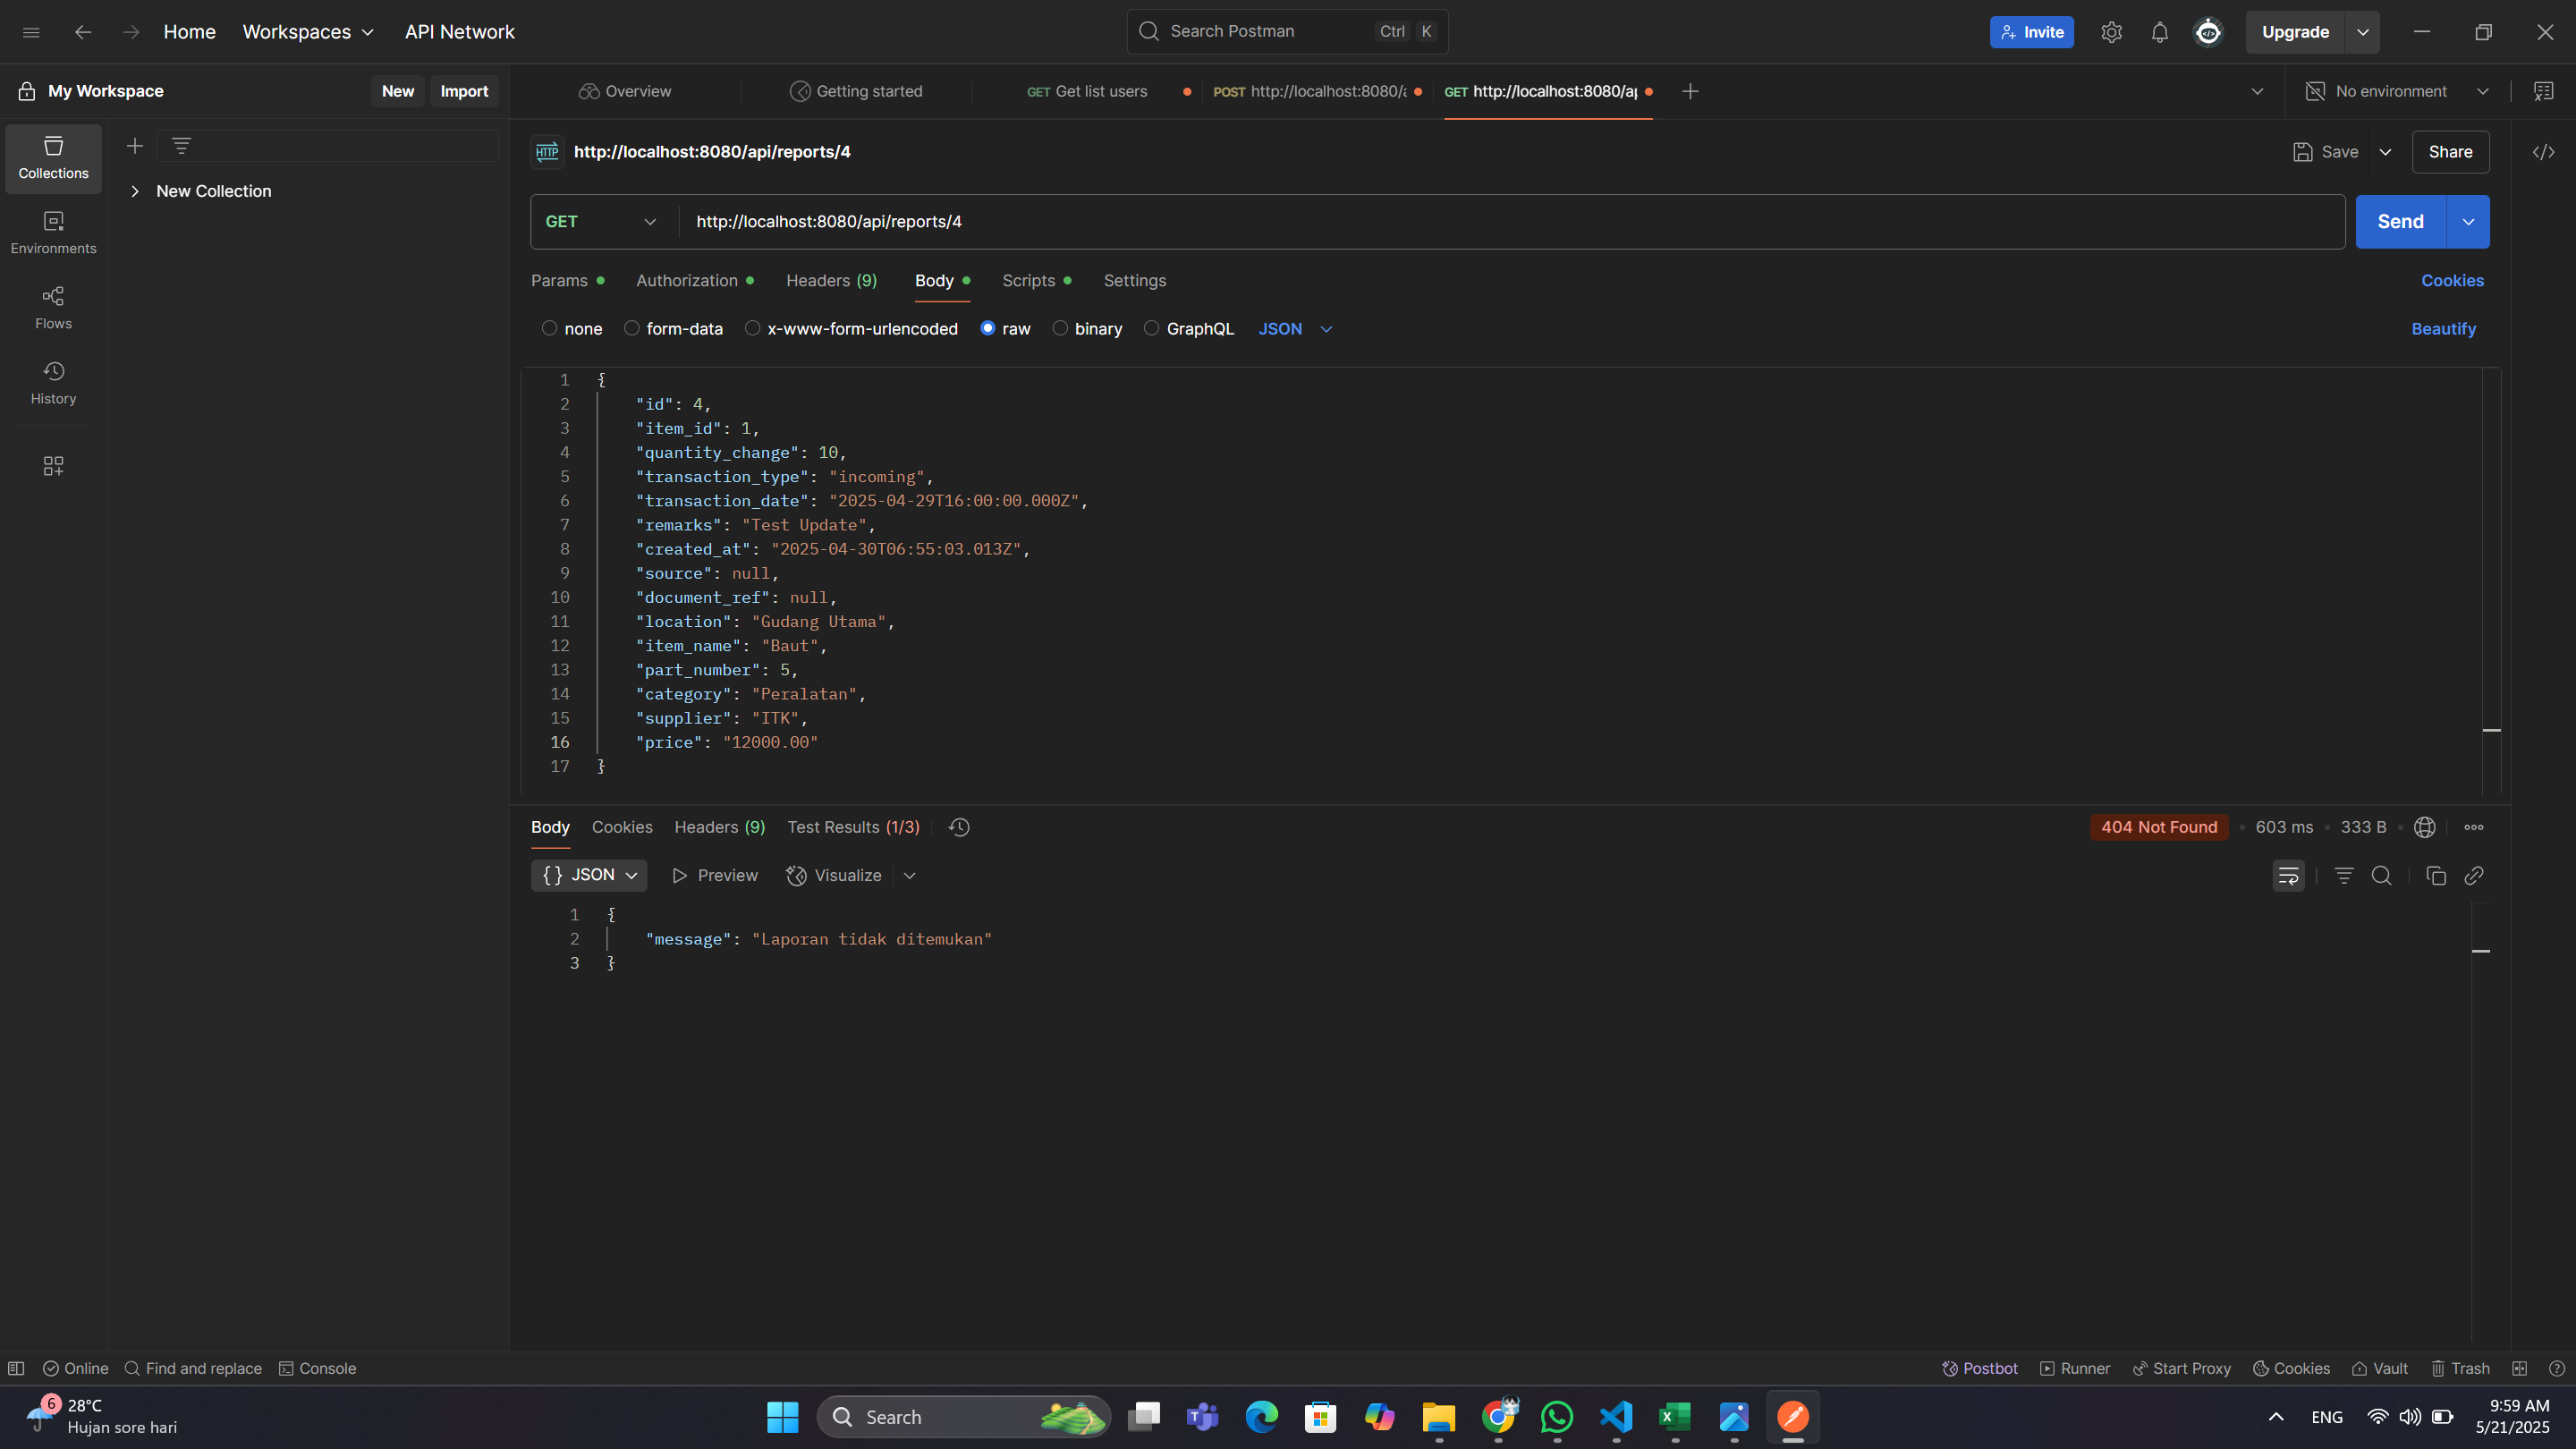 Home
Workspaces
API Network
Search Postman
Ctrl K
Invite
Upgrade
My Workspace
New
Import
Overview
Getting started
GET Get list users
POST http://localhost:8080/a
GET http://localhost:8080/ap
No environment
Collections
Environments
Flows
History
New Collection
HTTP
http://localhost:8080/api/reports/4
Save
Share
GET
http://localhost:8080/api/reports/4
Send
Params
Authorization
Headers (9)
Body
Scripts
Settings
Cookies
none
form-data
x-www-form-urlencoded
raw
binary
GraphQL
JSON
Beautify
1 {
2 "id": 4,
3 "item_id": 1,
4 "quantity_change": 10,
5 "transaction_type": "incoming",
6 "transaction_date": "2025-04-29T16:00:00.000Z",
7 "remarks": "Test Update",
8 "created_at": "2025-04-30T06:55:03.013Z",
9 "source": null,
10 "document_ref": null,
11 "location": "Gudang Utama",
12 "item_name": "Baut",
13 "part_number": 5,
14 "category": "Peralatan",
15 "supplier": "ITK",
16 "price": "12000.00"
17 }
Body
Cookies
Headers (9)
Test Results (1/3)
404 Not Found
603 ms
333 B
{} JSON
Preview
Visualize
1 {
2 "message": "Laporan tidak ditemukan"
3 }
Online
Find and replace
Console
Postbot
Runner
Start Proxy
Cookies
Vault
Trash
6
28°C
Hujan sore hari
Search
ENG
9:59 AM
5/21/2025